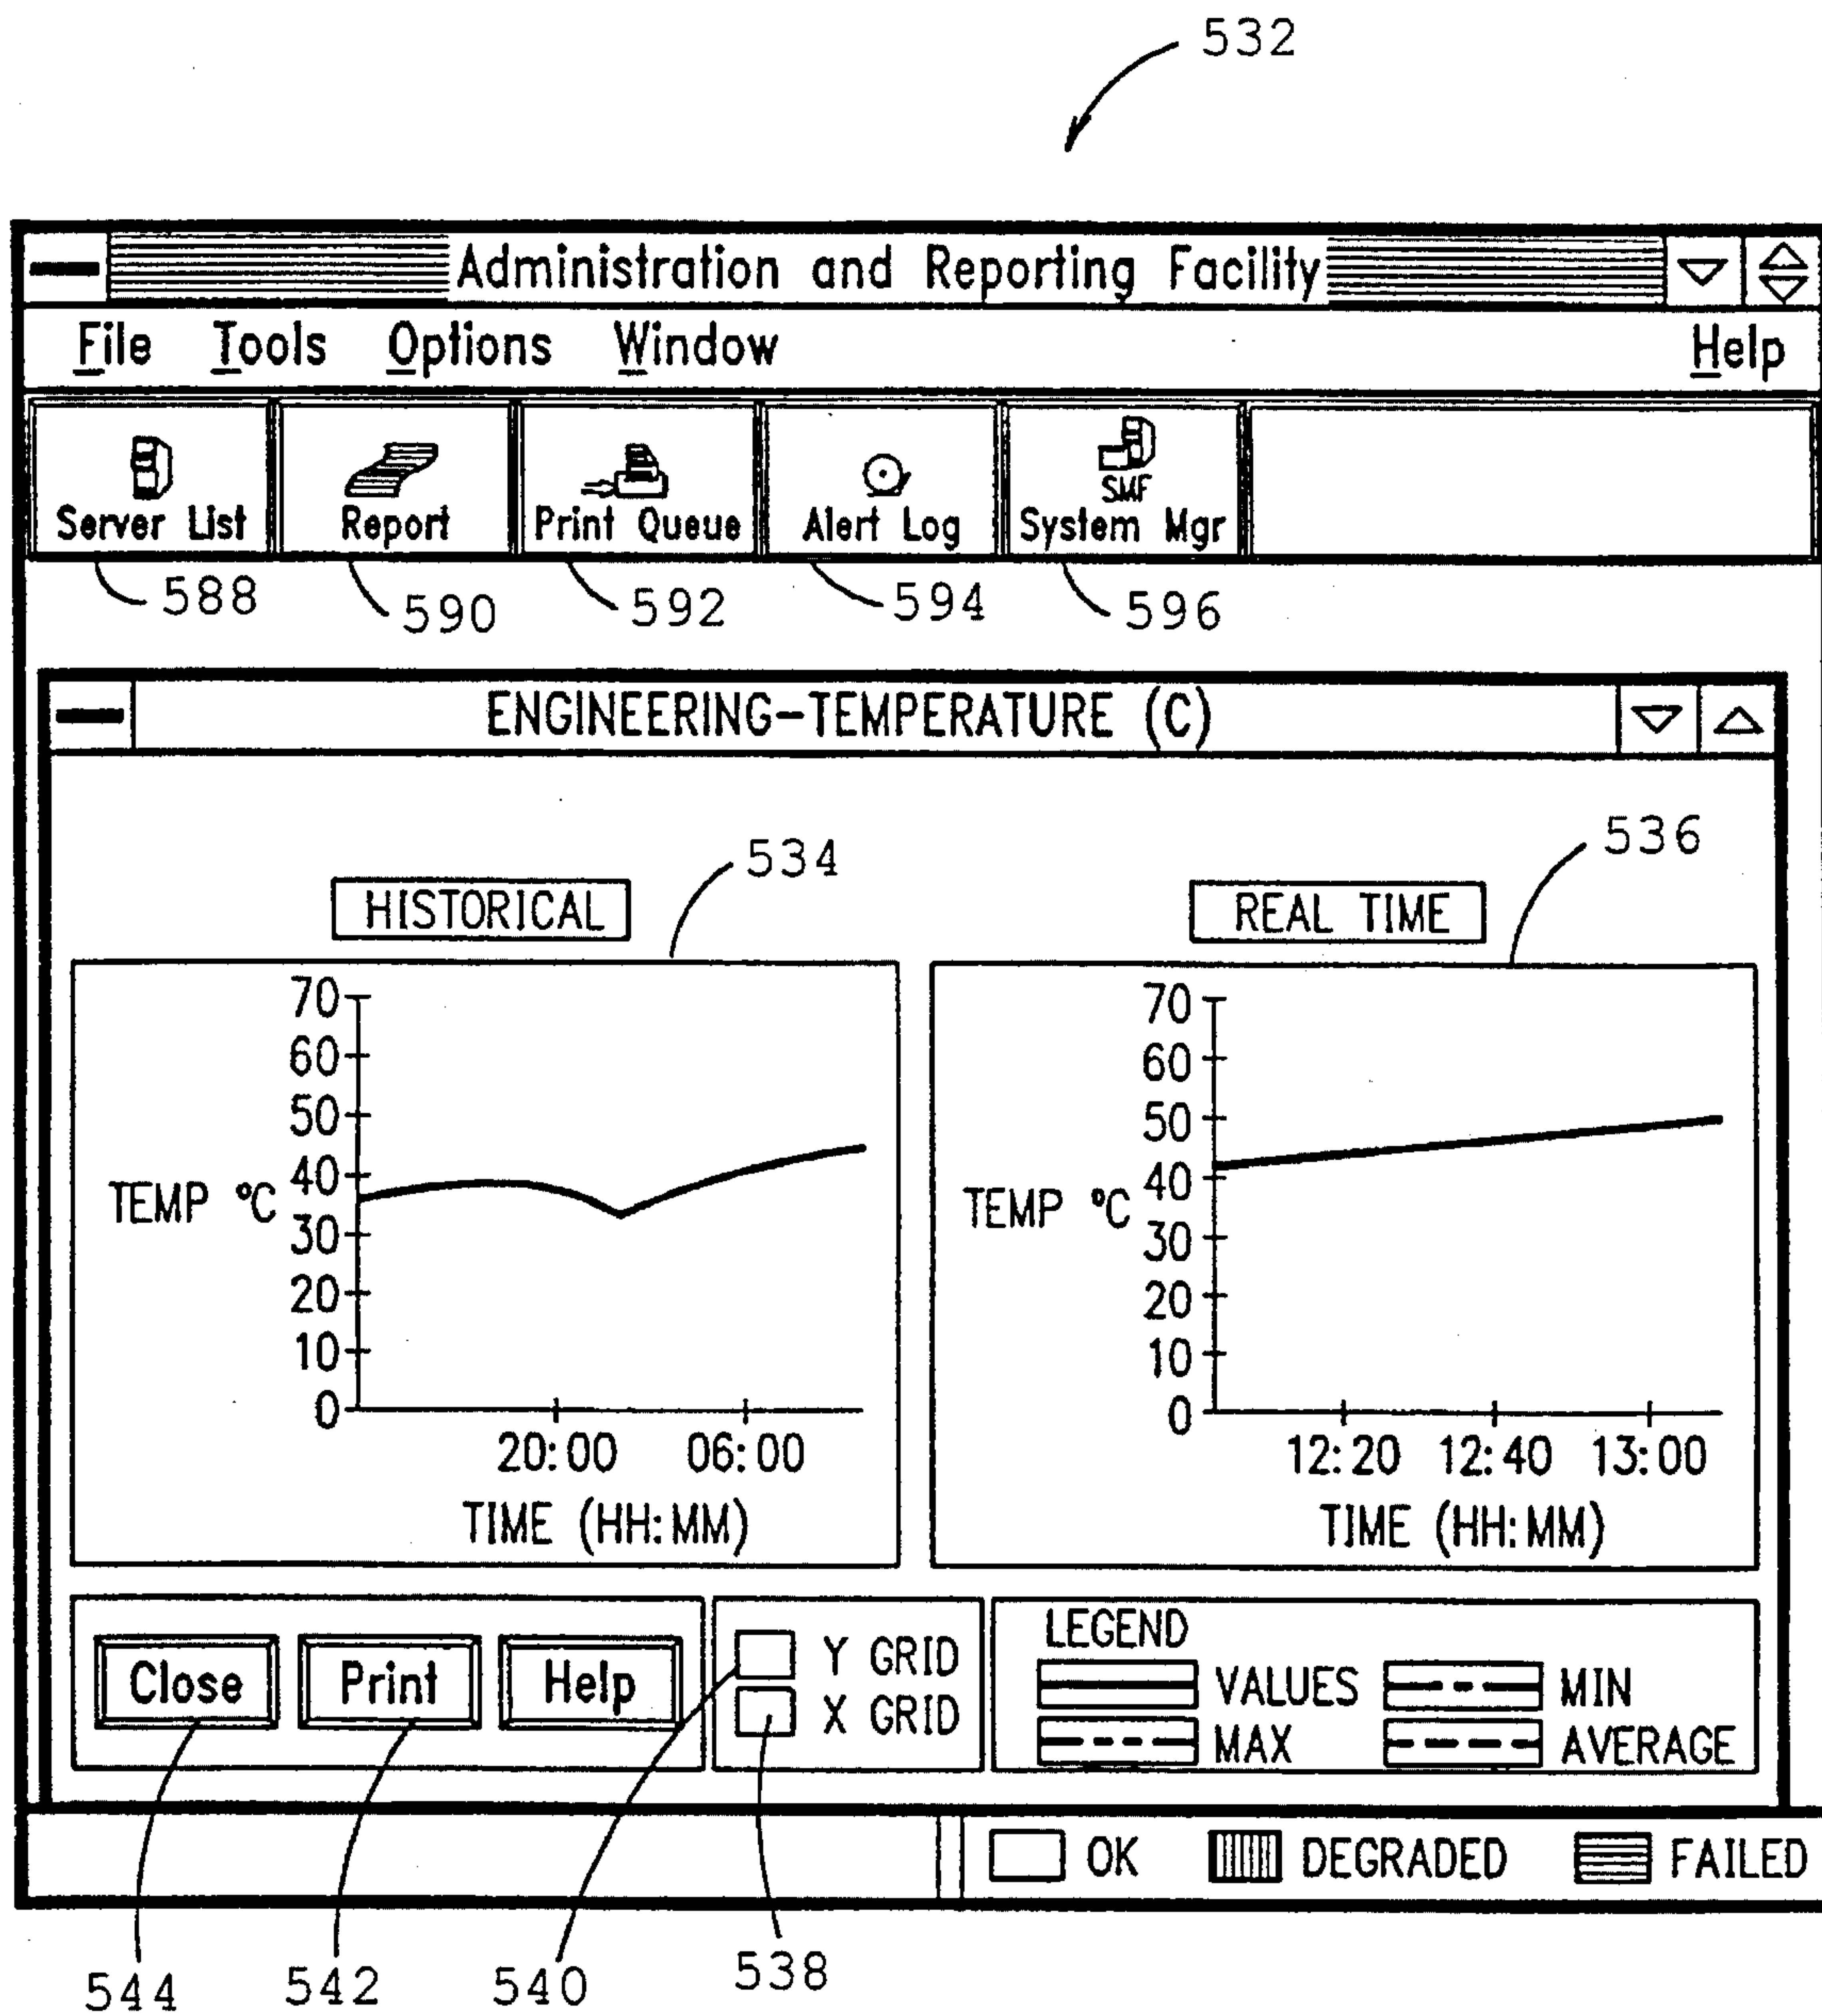 532
Administration and Reporting Facility
File Tools Options Window Help
SMF
Server List Report Print Queue Alert Log System Mgr
588 590 592 594 596
ENGINEERING-TEMPERATURE (C)
534 536
HISTORICAL REAL TIME
70 70
60 60
50 50
40 40
TEMP °C TEMP °C
30 30
20 20
10 10
0 0
20:00 06:00 12:20 12:40 13:00
TIME (HH:MM) TIME (HH:MM)
LEGEND
Close Print Help Y GRID VALUES MIN
X GRID MAX AVERAGE
OK DEGRADED FAILED
544 542 540 538